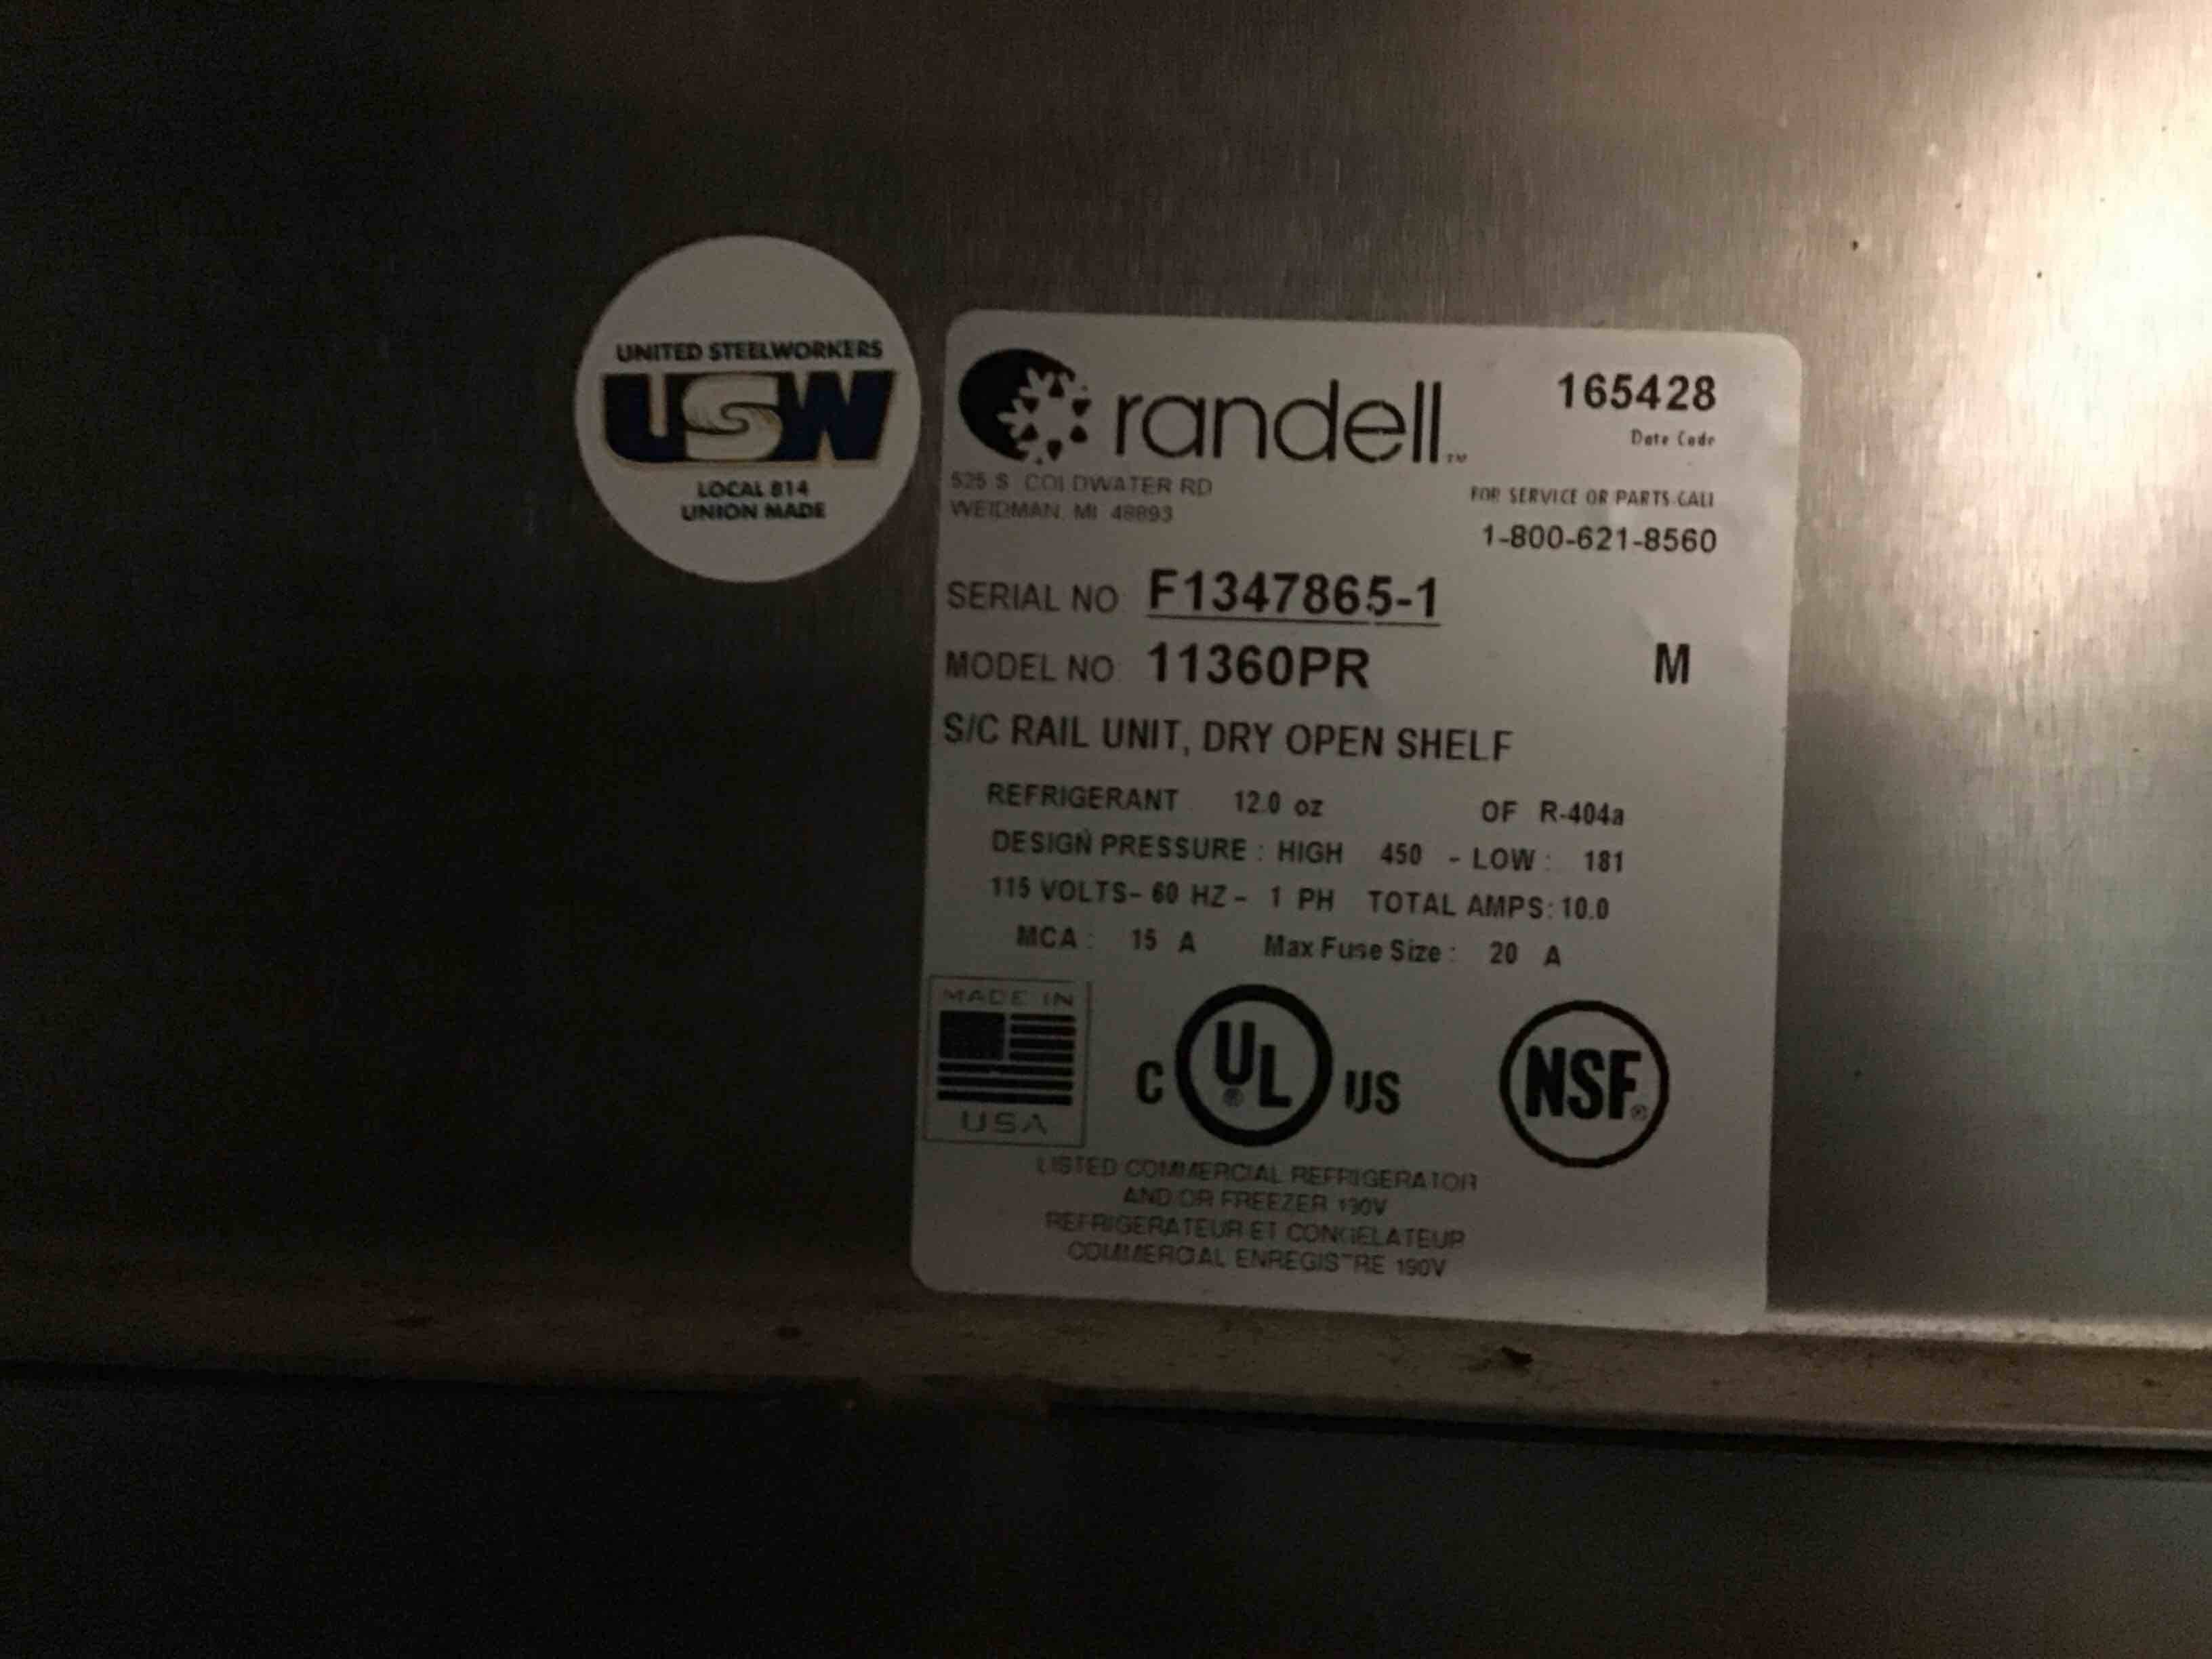 UNITED STEELWORKERS
USW
LOCAL 814
UNION MADE
randell™
165428
Date Code
525 S. COLDWATER RD
WEIDMAN, MI 48893
FOR SERVICE OR PARTS CALL
1-800-621-8560
SERIAL NO F1347865-1
MODEL NO: 11360PR M
S/C RAIL UNIT, DRY OPEN SHELF
REFRIGERANT 12.0 oz OF R-404a
DESIGN PRESSURE : HIGH 450 - LOW : 181
115 VOLTS- 60 HZ - 1 PH TOTAL AMPS: 10.0
MCA : 15 A Max Fuse Size : 20 A
MADE IN
USA
C UL® US
NSF®
LISTED COMMERCIAL REFRIGERATOR
AND/OR FREEZER 190V
REFRIGERATEUR ET CONGELATEUR
COMMERCIAL ENREGISTRE 190V